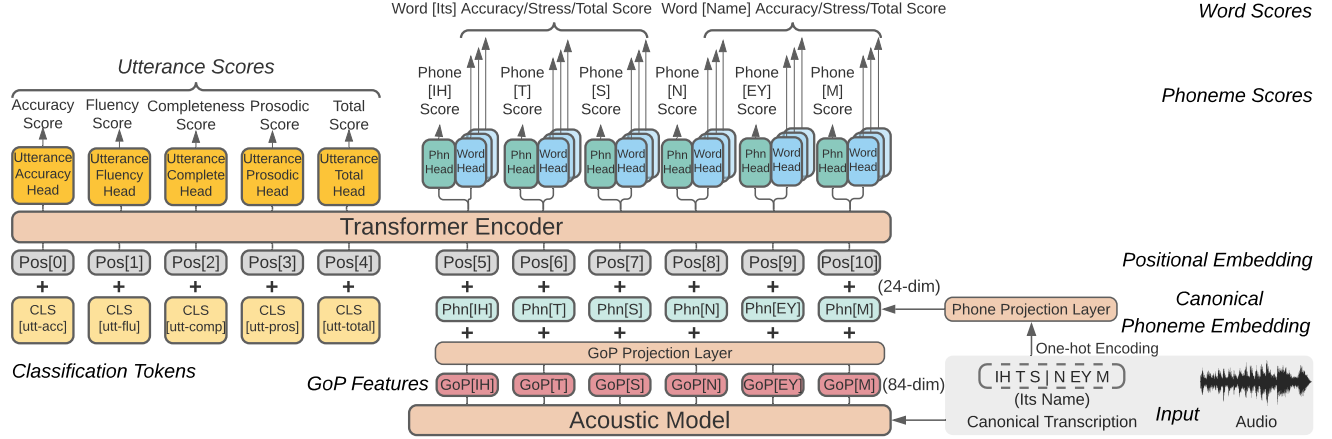 Word [Its] Accuracy/Stress/Total Score
Word [Name] Accuracy/Stress/Total Score
Word Scores
Utterance Scores
Phone
[IH]
Score
Phone
[T]
Score
Phone
[S]
Score
Phone
[N]
Score
Phone
[EY]
Score
Phone
[M]
Score
Phoneme Scores
Accuracy
Score
Fluency
Score
Completeness
Score
Prosodic
Score
Total
Score
Utterance
Accuracy
Head
Utterance
Fluency
Head
Utterance
Complete
Head
Utterance
Prosodic
Head
Utterance
Total
Head
Phn
Head
Word
Head
Phn
Head
Word
Head
Phn
Head
Word
Head
Phn
Head
Word
Head
Phn
Head
Word
Head
Phn
Head
Word
Head
Transformer Encoder
Pos[0]
Pos[1]
Pos[2]
Pos[3]
Pos[4]
Pos[5]
Pos[6]
Pos[7]
Pos[8]
Pos[9]
Pos[10]
Positional Embedding
+
+
+
+
+
+
+
+
+
+
+
(24-dim)
CLS
[utt-acc]
CLS
[utt-flu]
CLS
[utt-comp]
CLS
[utt-pros]
CLS
[utt-total]
Phn[IH]
Phn[T]
Phn[S]
Phn[N]
Phn[EY]
Phn[M]
Phone Projection Layer
Canonical
Phoneme Embedding
+
+
+
+
+
+
One-hot Encoding
GoP Projection Layer
Classification Tokens
GoP Features
GoP[IH]
GoP[T]
GoP[S]
GoP[N]
GoP[EY]
GoP[M]
(84-dim)
IH T S | N EY M
(Its Name)
Canonical Transcription
Input
Audio
Acoustic Model